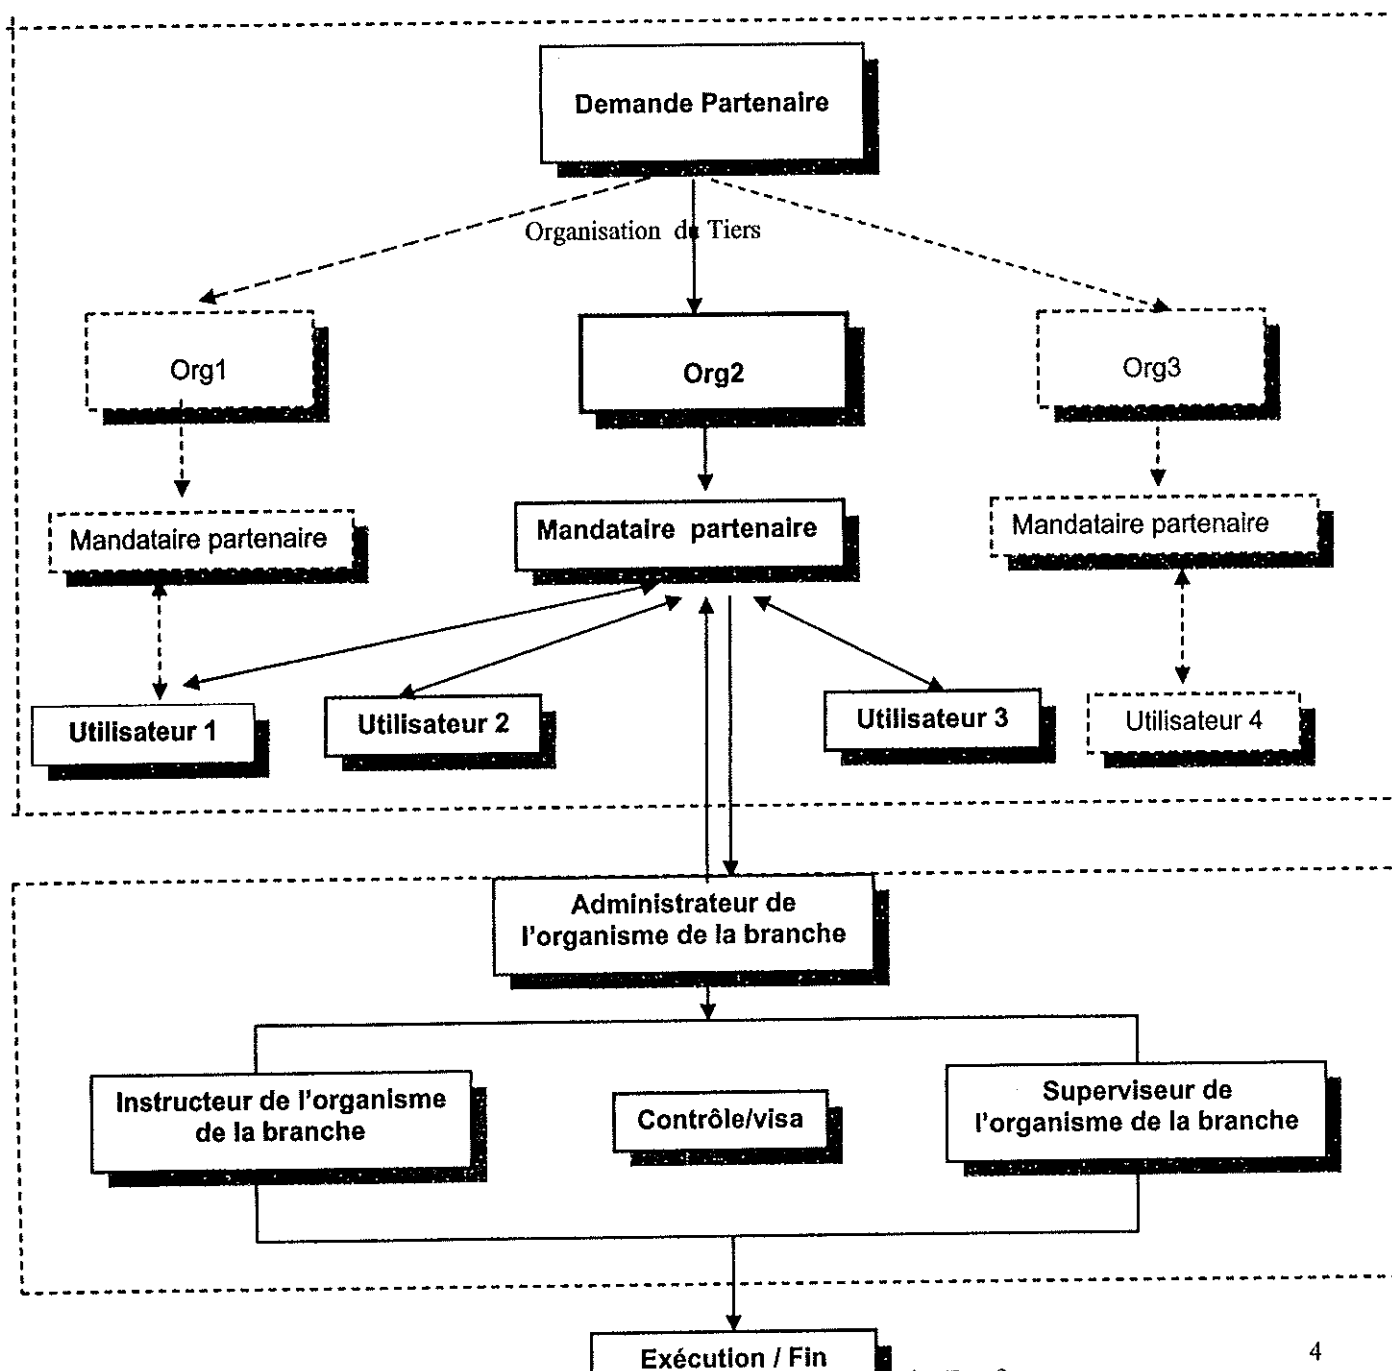 Demande Partenaire
Organisation du Tiers
Org1
Org2
Org3
Mandataire partenaire
Mandataire partenaire
Mandataire partenaire
Utilisateur 1
Utilisateur 2
Utilisateur 3
Utilisateur 4
Administrateur de
l'organisme de la branche
Instructeur de l'organisme
de la branche
Contrôle/visa
Superviseur de
l'organisme de la branche
Exécution / Fin
4